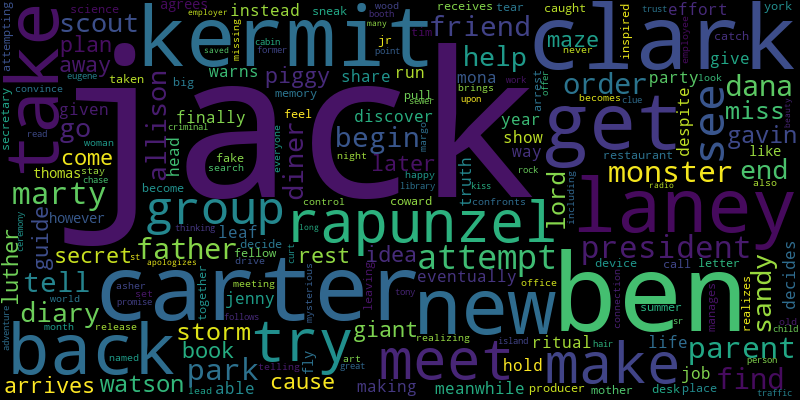 jack
kermit
clark
take
scout
instead
friend
receives
effort
york
plan
away
warns
piggy
share
run
help
maze
order
give
party
dana
miss
see
gavin
get
monster
end
begin
mona
discover
year
show
way
later
diner
allison
head
finally
given
go
come
thomas
stay
marty
however
group
rapunzel
lord
laney
president
father
attempt
idea
rest
secret
tell
guide
luther
diary
carter
new
ben
sandy
decides
eventually
jenny
storm
try
giant
meet
make
parent
life
ritual
hold
back
book
park
able
watson
arrives
cause
making
meanwhile
producer
mother
desk
place
job
find
fly
leaf
decide
fellow
drive
together
apologizes
control
coward
happy
library
kiss
confronts
rock
including
truth
despite
inspired
caught
never
arrest
offer
becomes
clue
restaurant
like
also
radio
trust
employee
look
catch
beauty
wood
booth
many
point
tim
jr
sneak
tear
agrees
science
employer
attempting
missing
cabin
saved
former
big
taken
memory
pull
sewer
brings
upon
work
margo
everyone
night
feel
fake
search
criminal
eugene
convince
secretary
read
woman
chase
become
thinking
long
curt
mysterious
leaving
tony
office
meeting
follows
telling
art
great
realizing
island
hair
named
lead
asher
set
promise
world
month
release
adventure
ceremony
st
device
call
letter
connection
summer
sr
manages
realizes
old
child
person
traffic